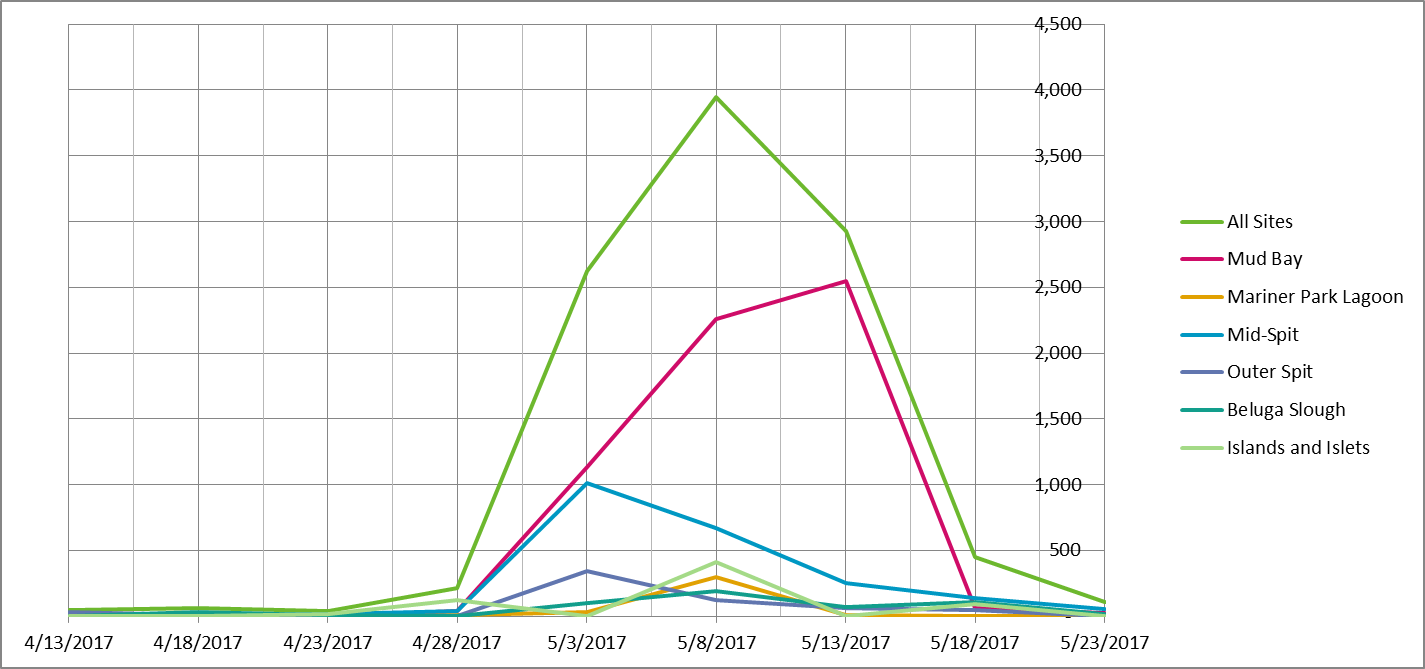 4,500
4,000
3,500
3,000
2,500
2,000
1,500
1,000
500
-
4/13/2017 4/18/2017 4/23/2017 4/28/2017 5/3/2017 5/8/2017 5/13/2017 5/18/2017 5/23/2017
All Sites
Mud Bay
Mariner Park Lagoon
Mid-Spit
Outer Spit
Beluga Slough
Islands and Islets